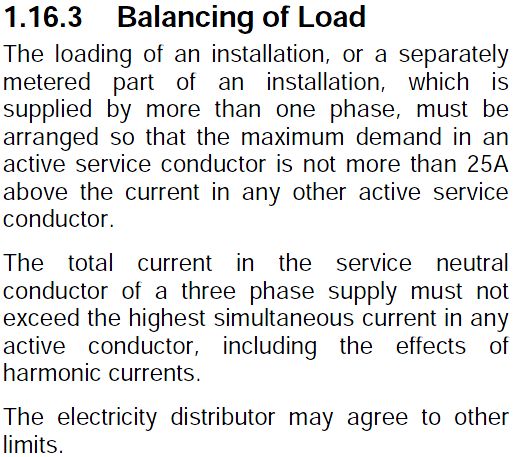 1.16.3 Balancing of Load
The loading of an installation, or a separately
metered part of an installation, which is
supplied by more than one phase, must be
arranged so that the maximum demand in an
active service conductor is not more than 25A
above the current in any other active service
conductor.
The total current in the service neutral
conductor of a three phase supply must not
exceed the highest simultaneous current in any
active conductor, including the effects of
harmonic currents.
The electricity distributor may agree to other
limits.